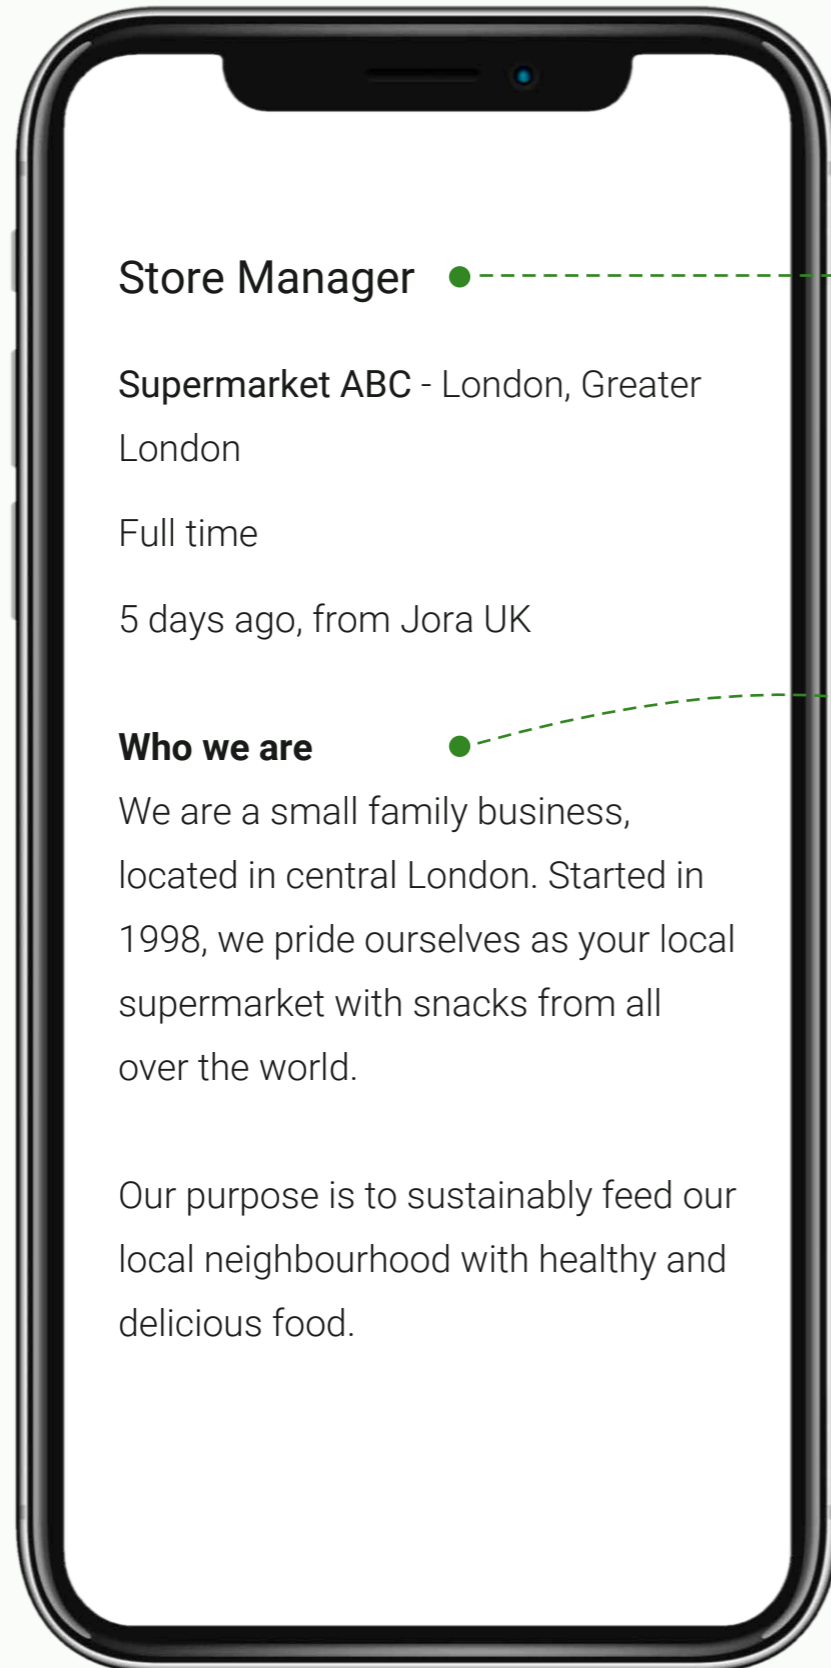 Store Manager
Supermarket ABC - London, Greater
London
Full time
5 days ago, from Jora UK
Who we are
We are a small family business,
located in central London. Started in
1998, we pride ourselves as your local
supermarket with snacks from all
over the world.
Our purpose is to sustainably feed our
local neighbourhood with healthy and
delicious food.